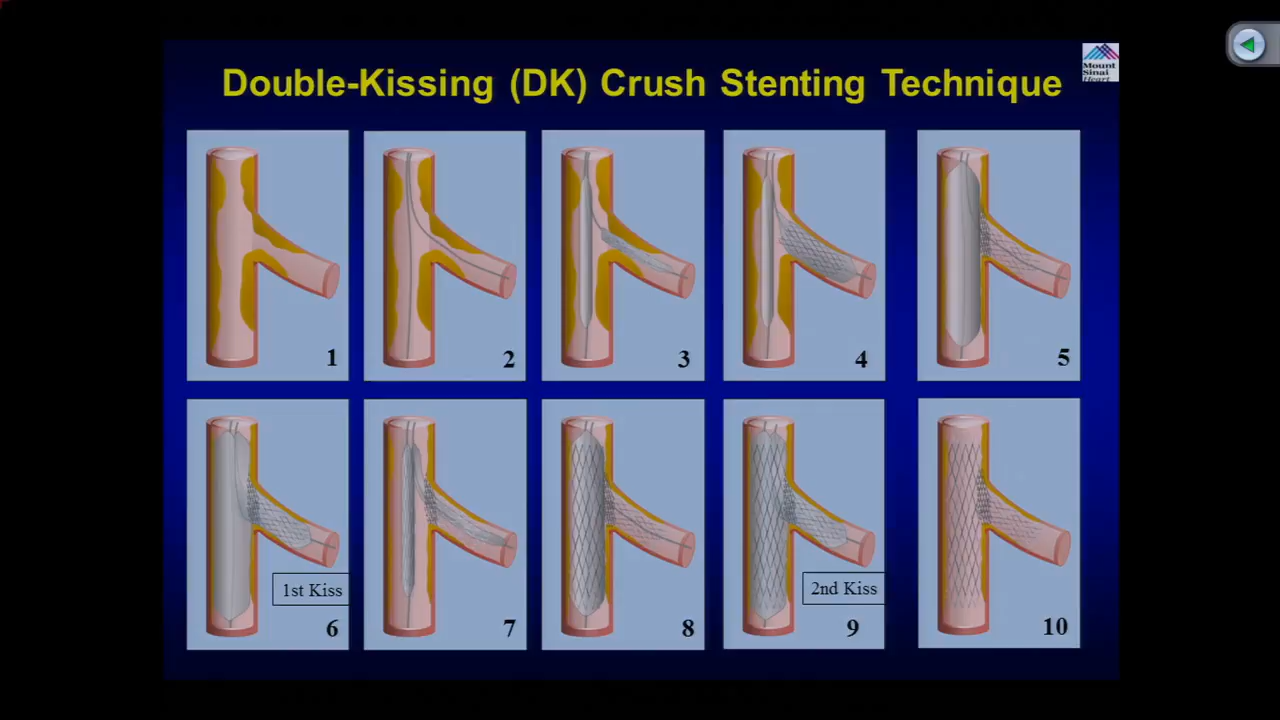 Double-Kissing (DK) Crush Stenting Technique
Mount
Sinai
Heart
1
2
3
4
5
1st Kiss
6
7
8
2nd Kiss
9
10